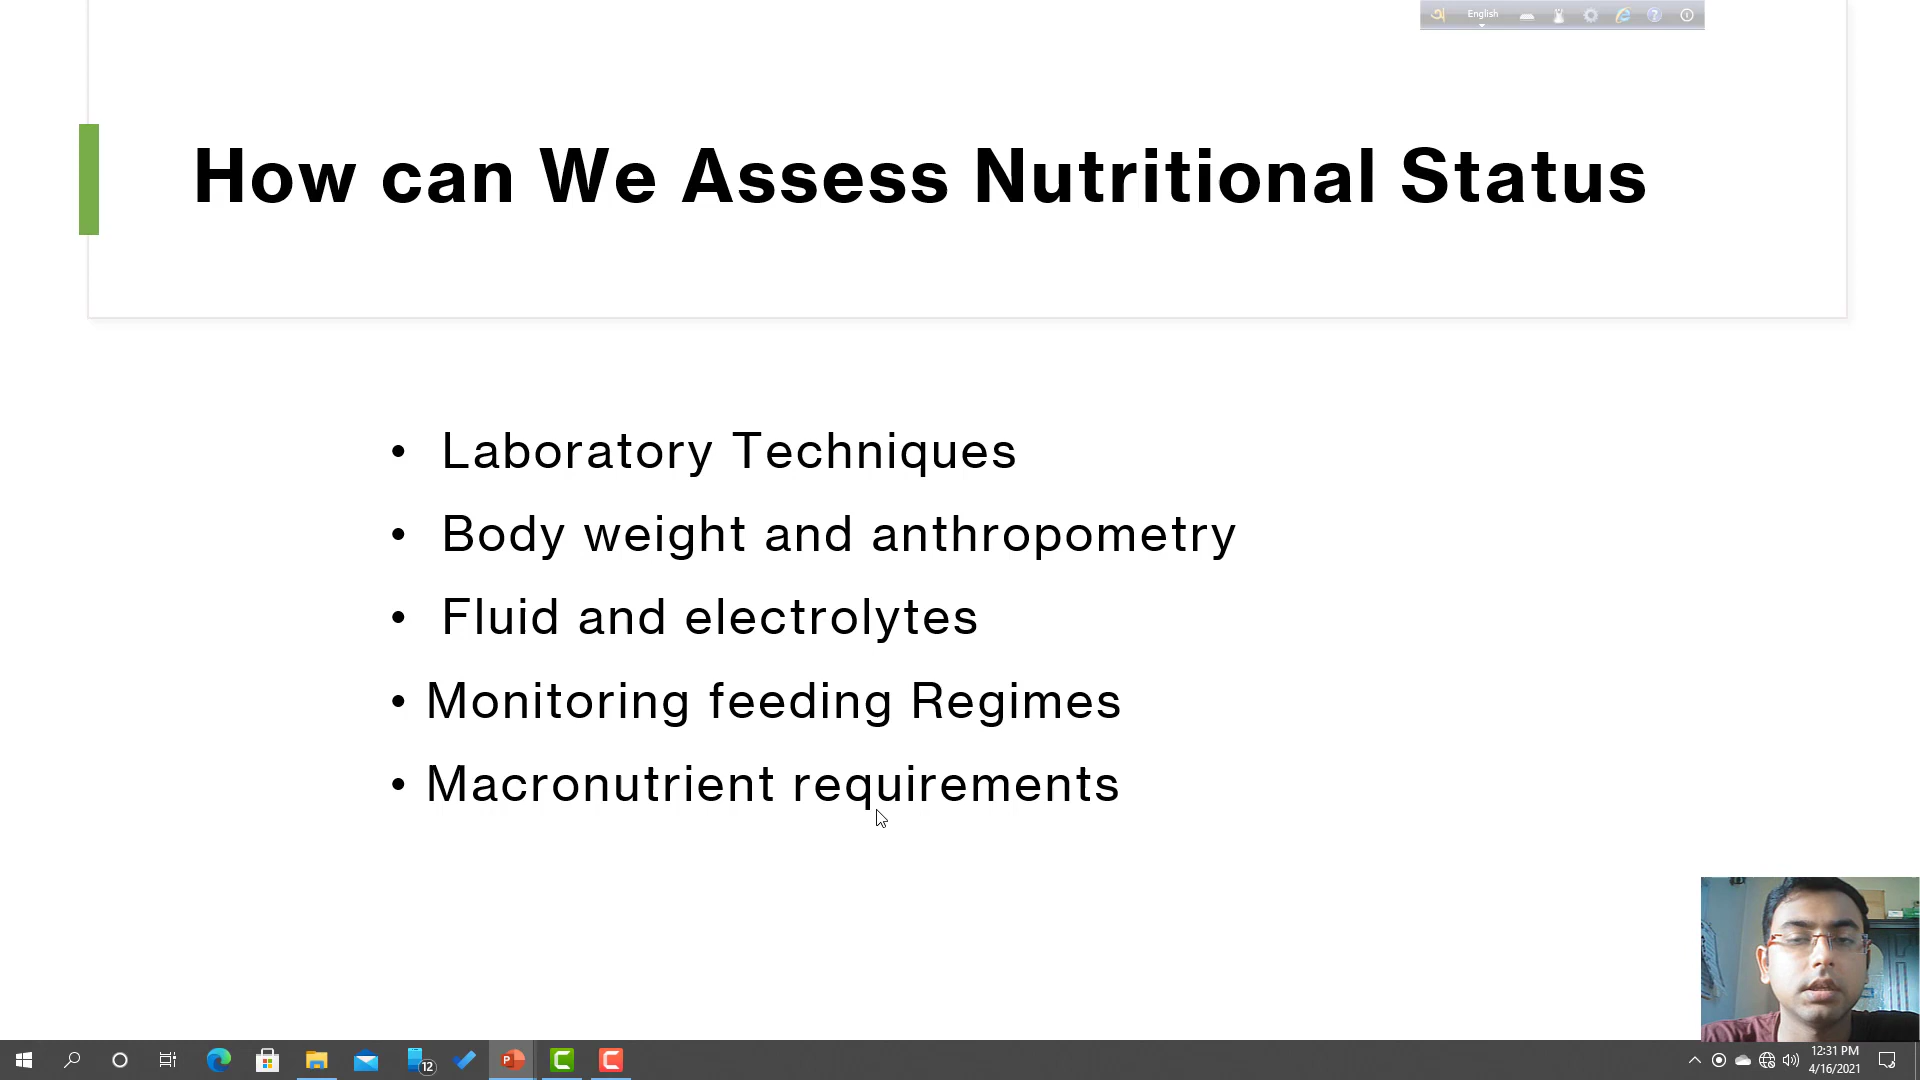 অ English
How can We Assess Nutritional Status
• Laboratory Techniques
• Body weight and anthropometry
• Fluid and electrolytes
• Monitoring feeding Regimes
• Macronutrient requirements
12
12:31 PM
4/16/2021